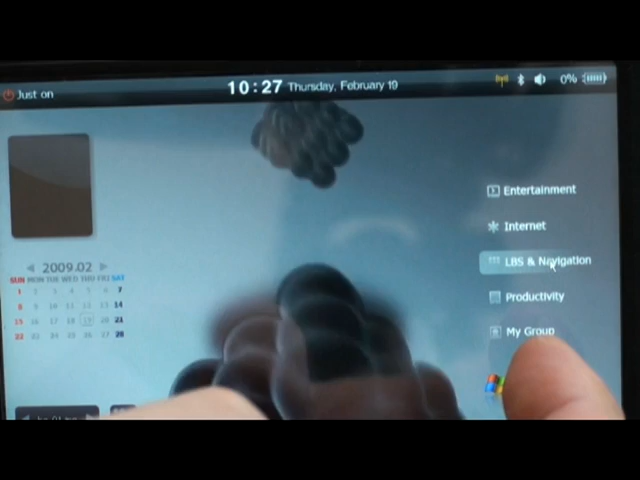 Just on
10:27 Thursday, February 19
0%
Entertainment
Internet
LBS & Navigation
Productivity
My Group
2009.02
SUN MON TUE WED THU FRI SAT
1 2 3 4 5 6 7
8 9 10 11 12 13 14
15 16 17 18 19 20 21
22 23 24 25 26 27 28